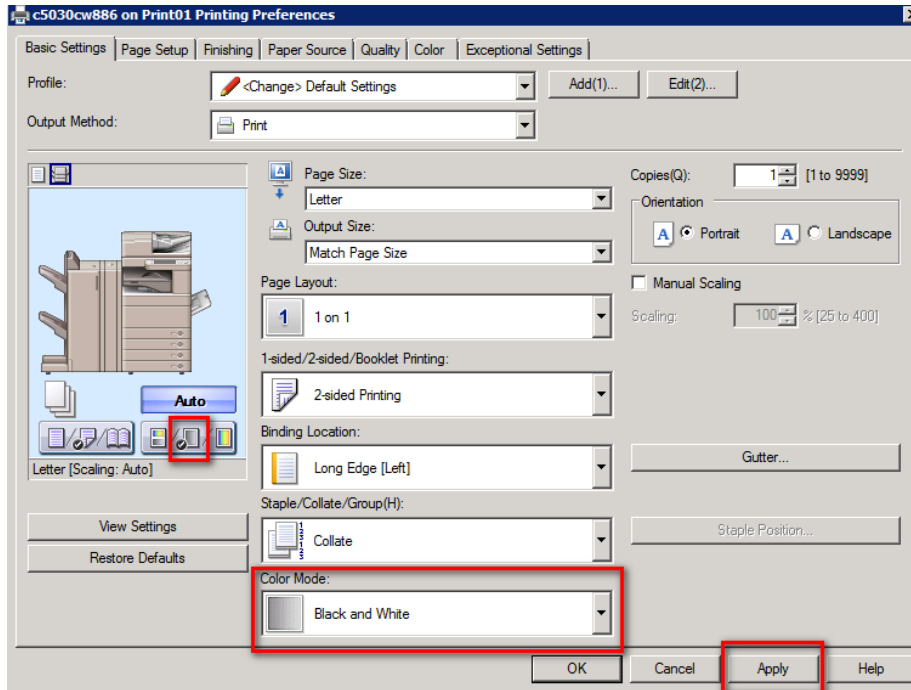 c5030cw886 on Print01 Printing Preferences
Basic Settings Page Setup Finishing Paper Source Quality Color Exceptional Settings
Profile: <Change> Default Settings Add(1)... Edit(2)...
Output Method: Print
Page Size:
Letter
Output Size:
Match Page Size
Page Layout:
1 1 on 1
1-sided/2-sided/Booklet Printing:
2-sided Printing
Binding Location:
Long Edge [Left]
Staple/Collate/Group(H):
Collate
Color Mode:
Black and White
Copies(Q): 1 [1 to 9999]
Orientation
A Portrait A Landscape
Manual Scaling
Scaling: 100 % [25 to 400]
Gutter...
Staple Position...
Auto
Letter [Scaling: Auto]
View Settings
Restore Defaults
OK Cancel Apply Help